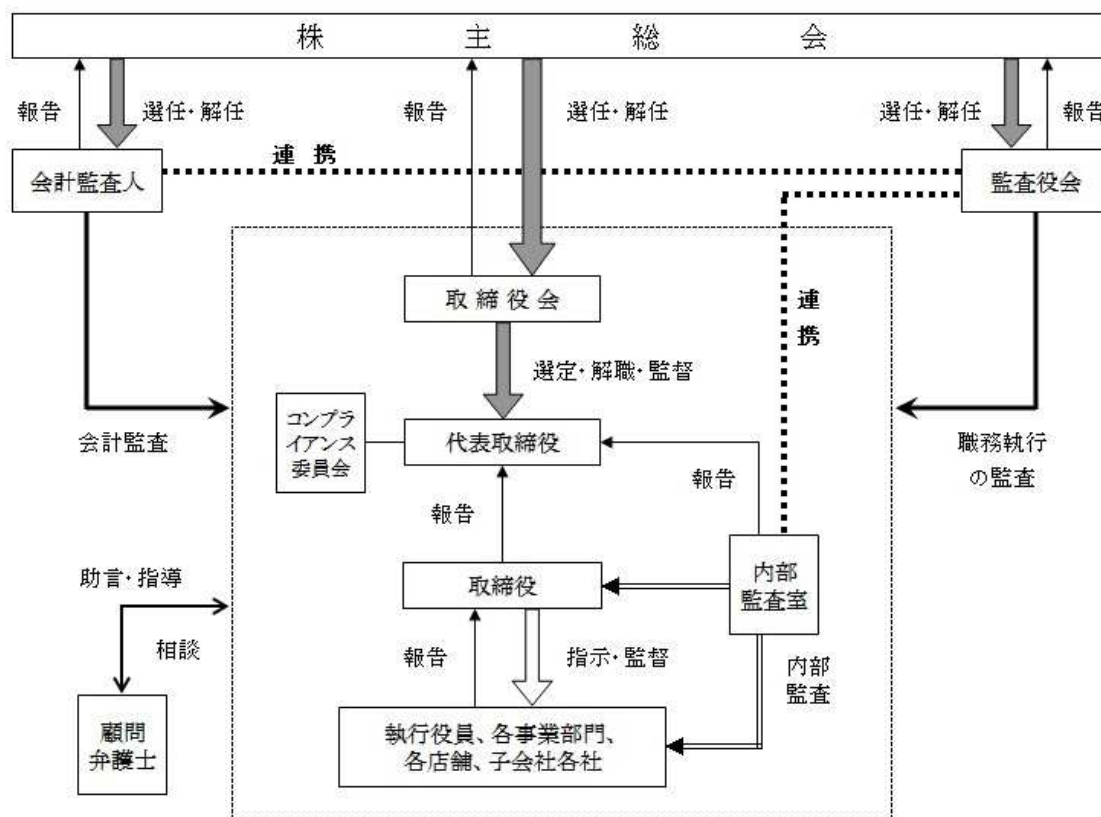 株主総会
報告
選任・解任
報告
選任・解任
選任・解任
報告
会計監査人
連携
監査役会
取締役会
連
携
選定・解職・監督
コンプラ
イアンス
委員会
代表取締役
会計監査
職務執行
の監査
報告
報告
助言・指導
取締役
内部
監査室
相談
報告
指示・監督
内部
監査
顧問
弁護士
執行役員、各事業部門、
各店舗、子会社各社